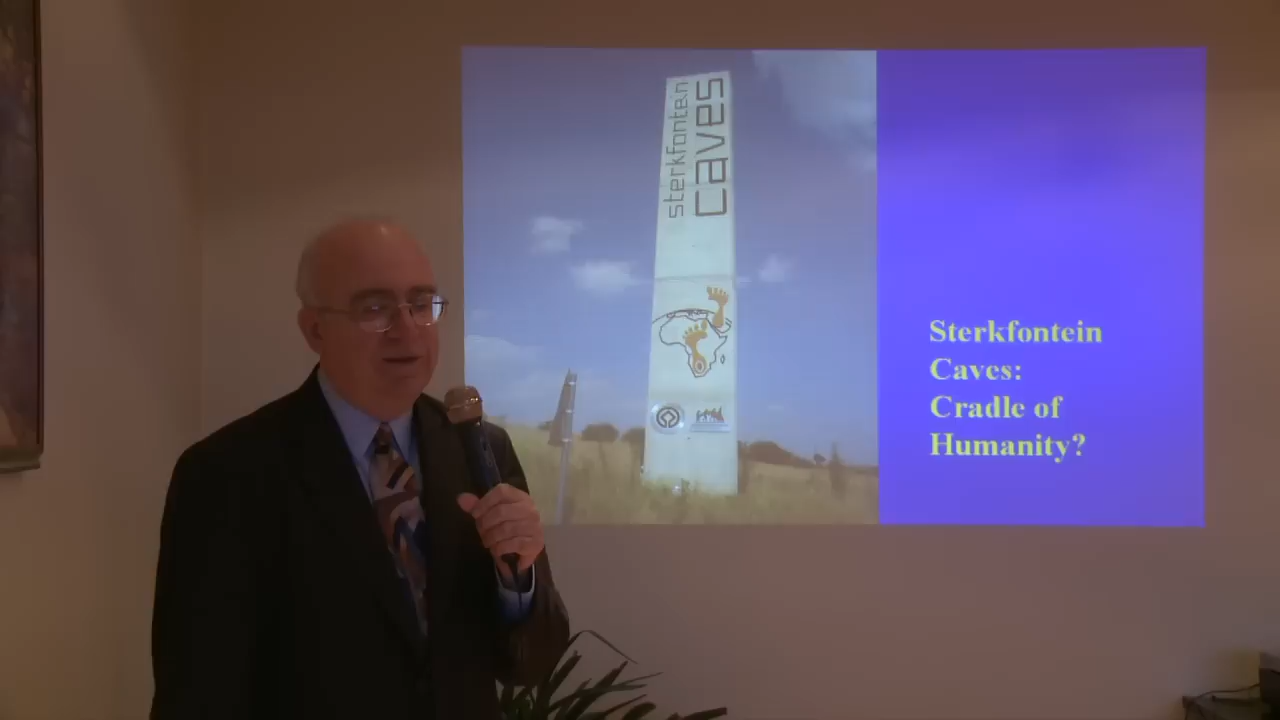 sterkfontein
caves
Sterkfontein
Caves:
Cradle of
Humanity?